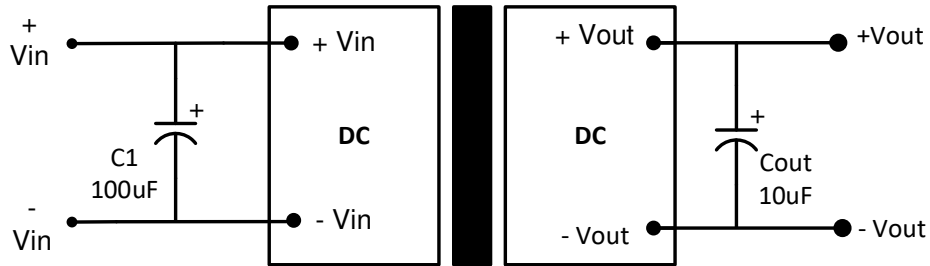 +
Vin
+ Vin
+
C1
100uF
DC
-
Vin
- Vin
+ Vout
+Vout
DC
+
Cout
10uF
- Vout
- Vout